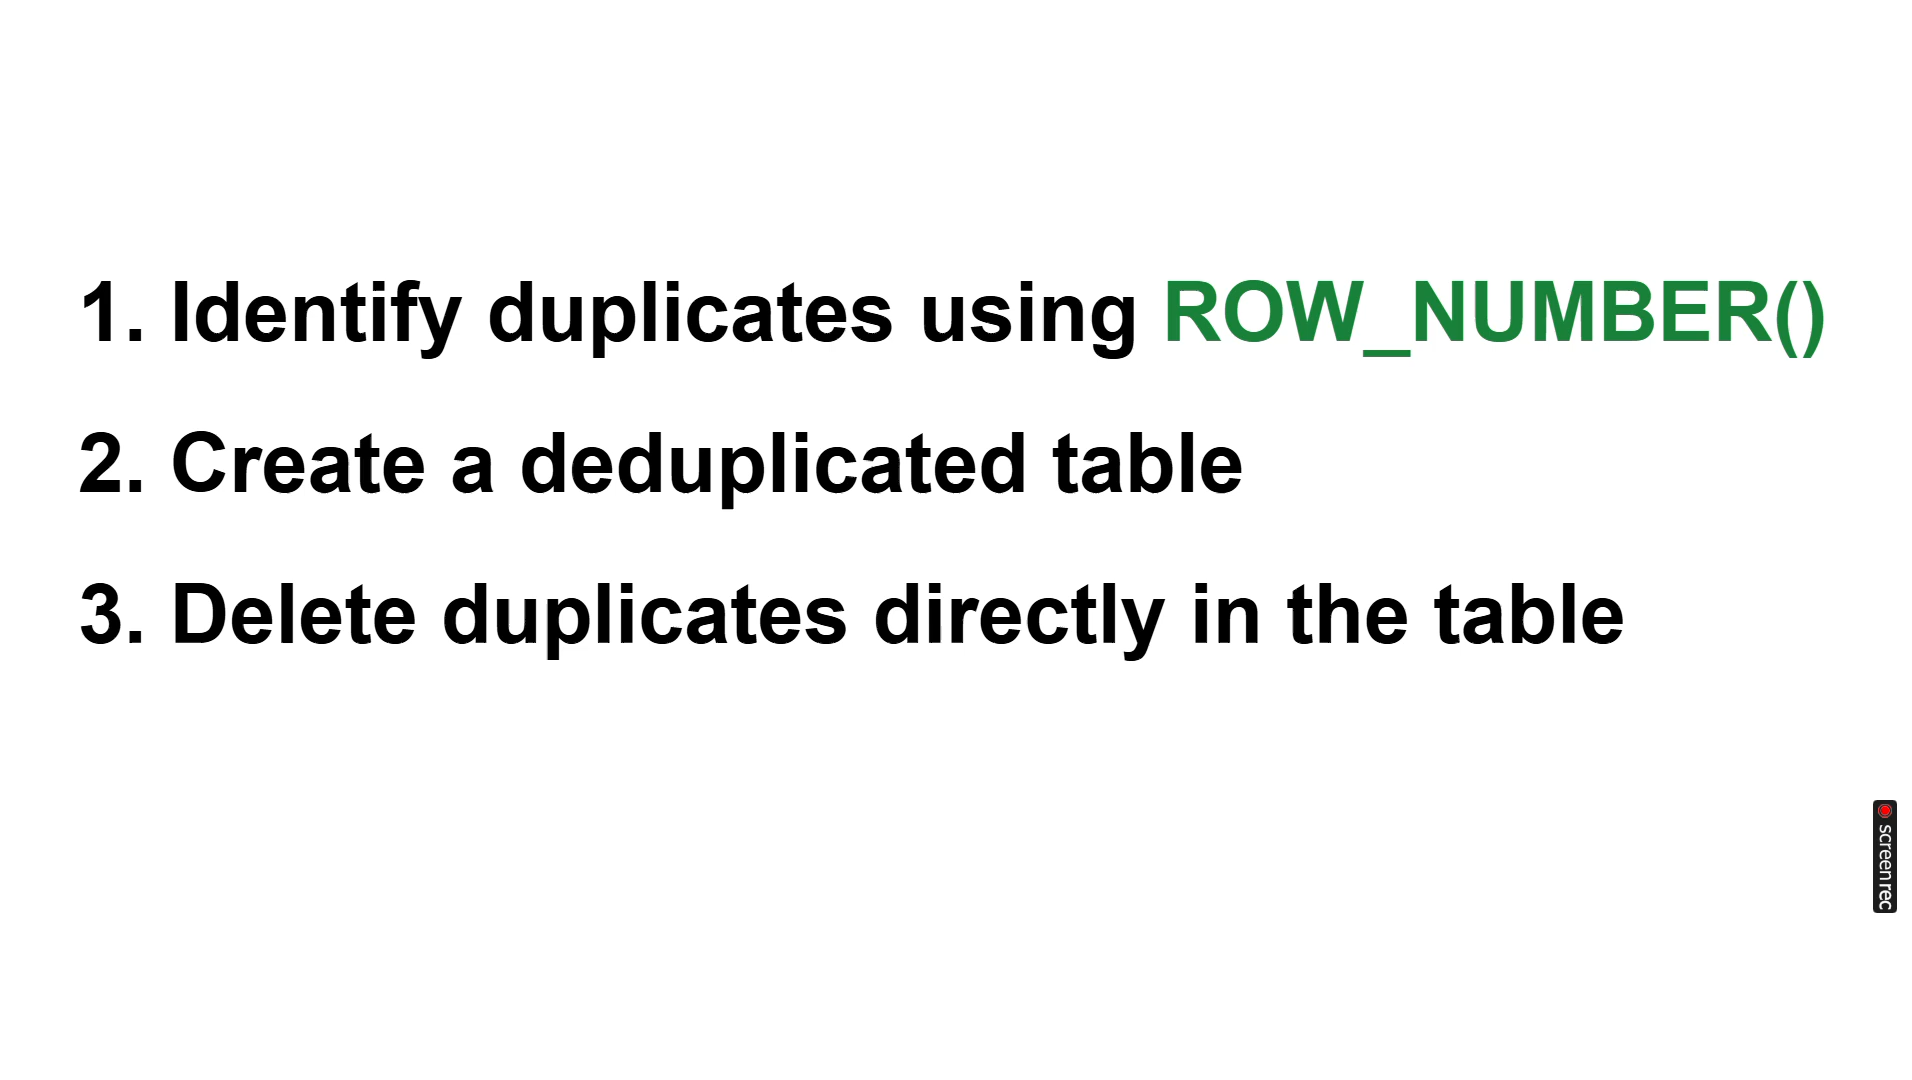 1. Identify duplicates using ROW_NUMBER()
2. Create a deduplicated table
3. Delete duplicates directly in the table
screenrec